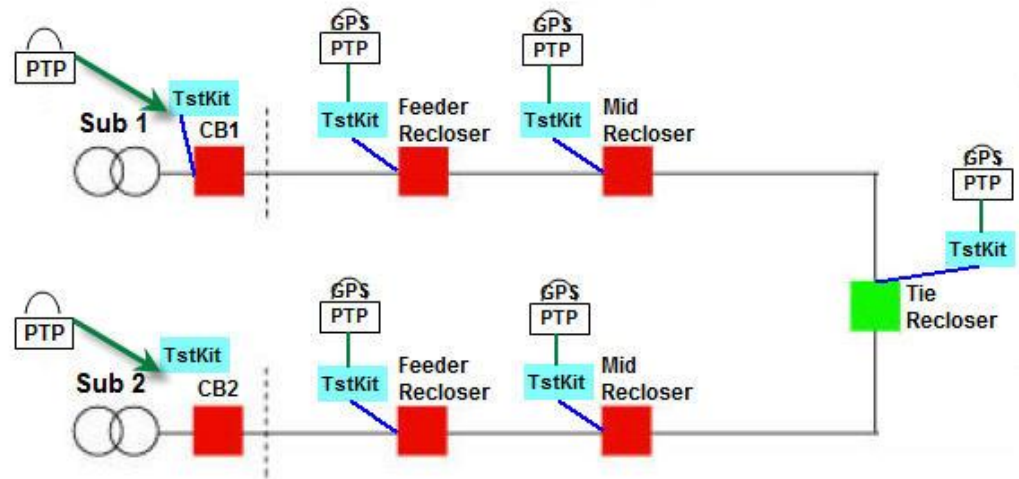 PTP
TstKit
Sub 1
CB1
GPS
PTP
TstKit
Feeder
Recloser
GPS
PTP
TstKit
Mid
Recloser
GPS
PTP
TstKit
Tie
Recloser
PTP
TstKit
Sub 2
CB2
GPS
PTP
TstKit
Feeder
Recloser
GPS
PTP
TstKit
Mid
Recloser